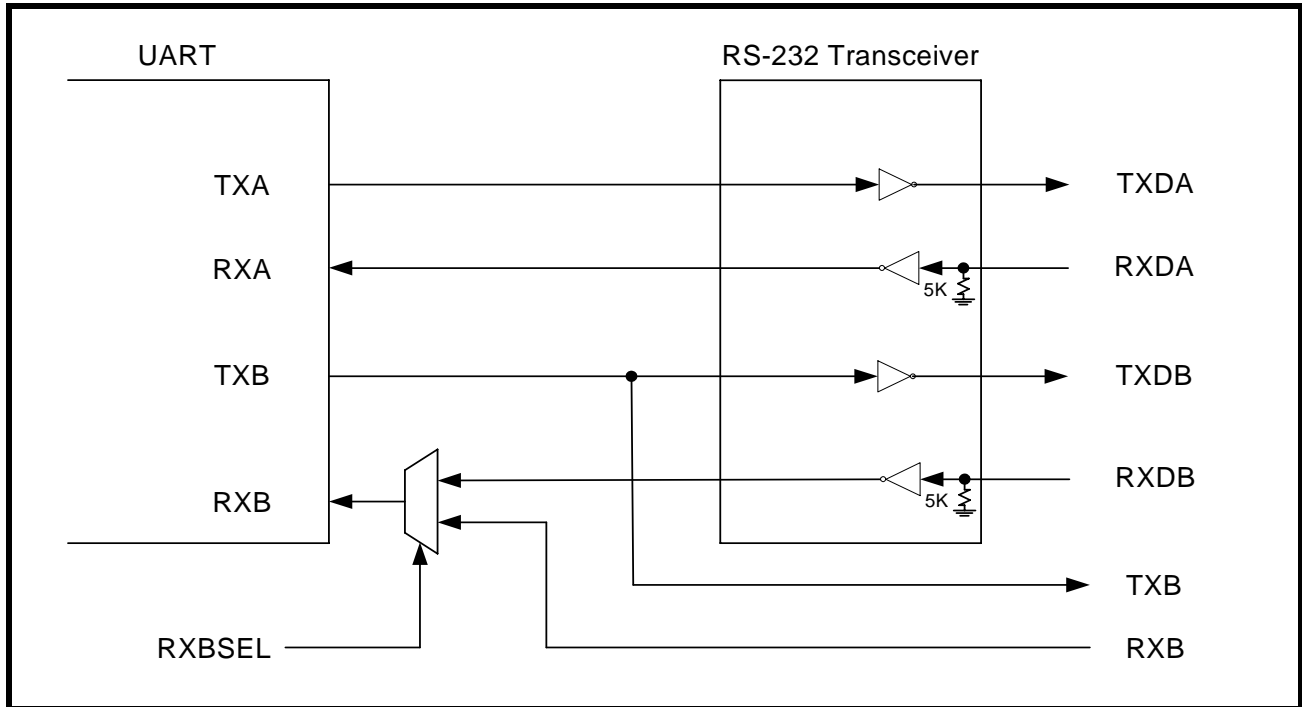 UART
RS-232 Transceiver
TXA
TXDA
RXA
RXDA
5K
TXB
TXDB
RXB
RXDB
5K
TXB
RXBSEL
RXB